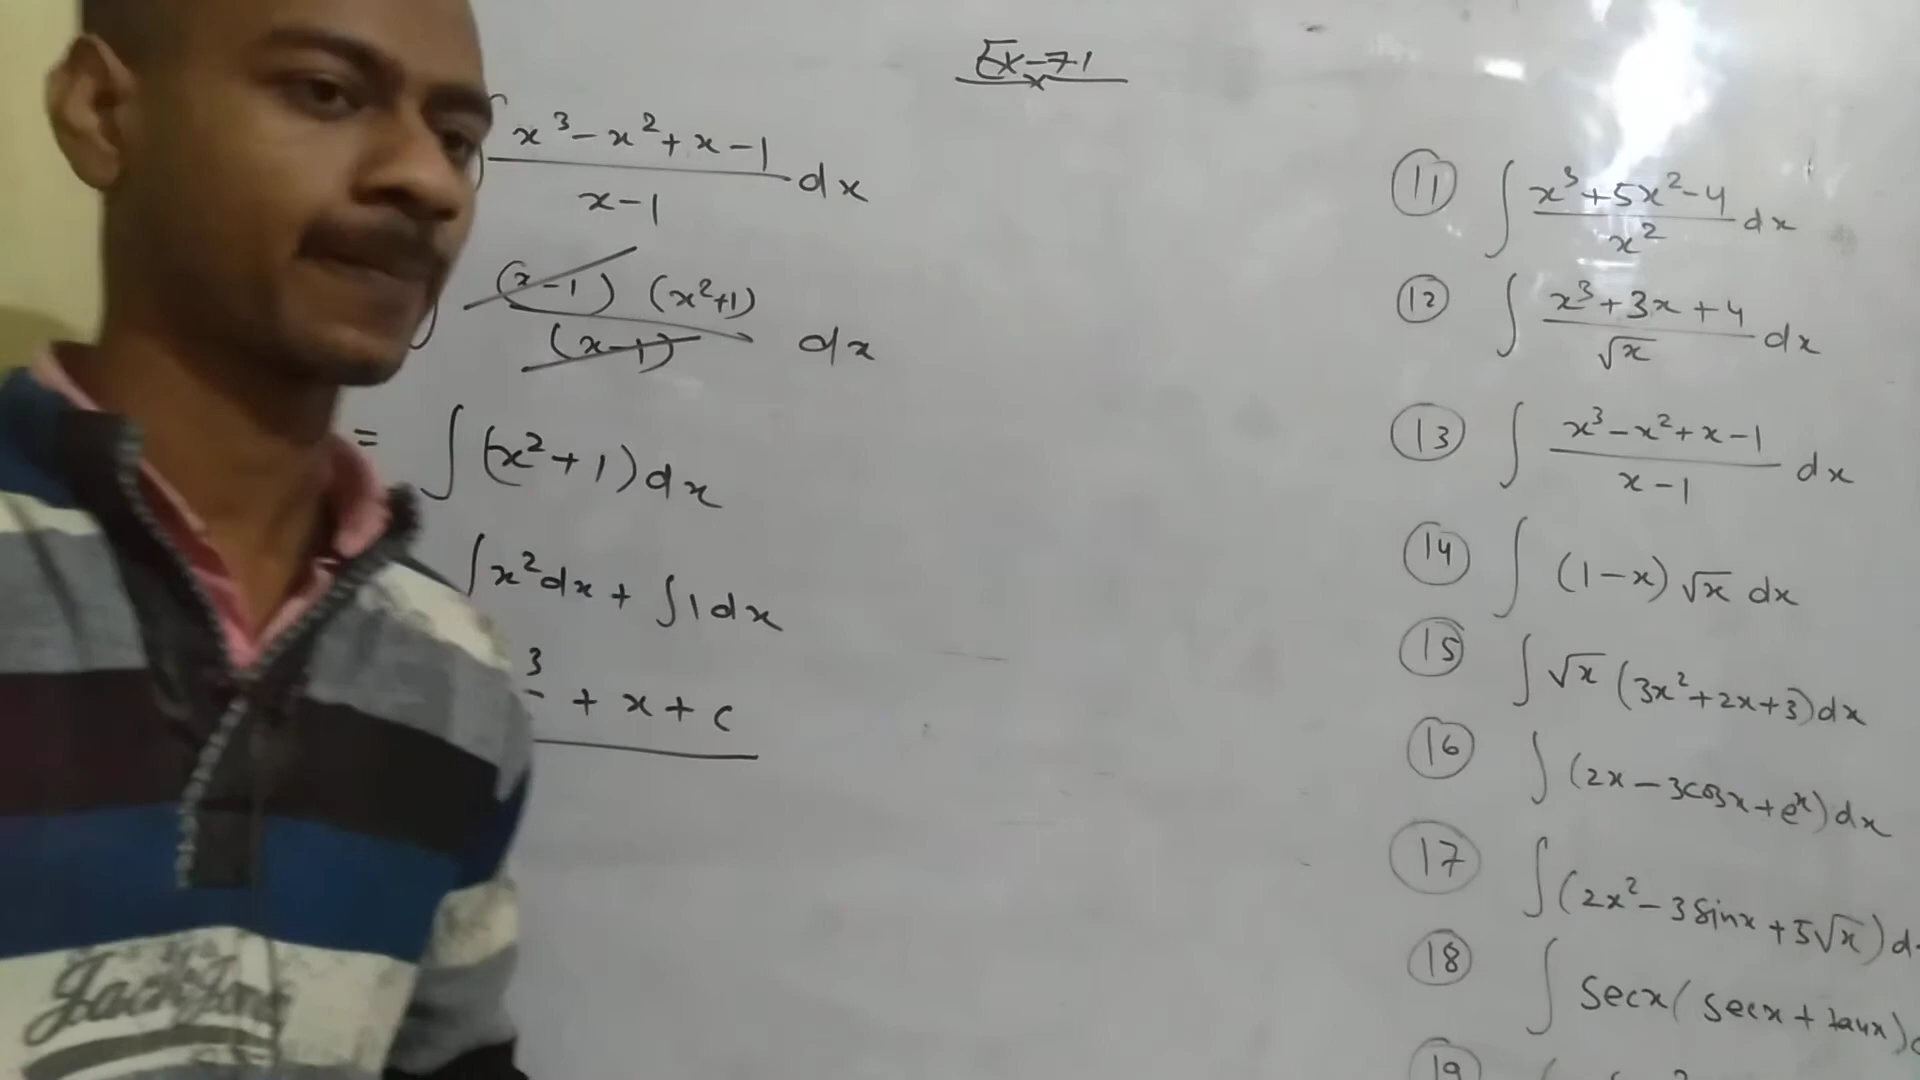 Ex-7.1
∫ x³ - x² + x - 1 / x - 1 dx
∫ (x-1) (x²+1) / (x-1) dx
= ∫ (x² + 1) dx
∫ x² dx + ∫ 1 dx
3 + x + c
(11) ∫ x³ + 5x² - 4 / x² dx
(12) ∫ x³ + 3x + 4 / √x dx
(13) ∫ x³ - x² + x - 1 / x - 1 dx
(14) ∫ (1-x) √x dx
(15) ∫ √x (3x² + 2x + 3) dx
(16) ∫ (2x - 3cosx + eˣ) dx
(17) ∫ (2x² - 3 Sinx + 5√x) d
(18) ∫ Secx (Secx + tanx)
(19)
Jack Jones